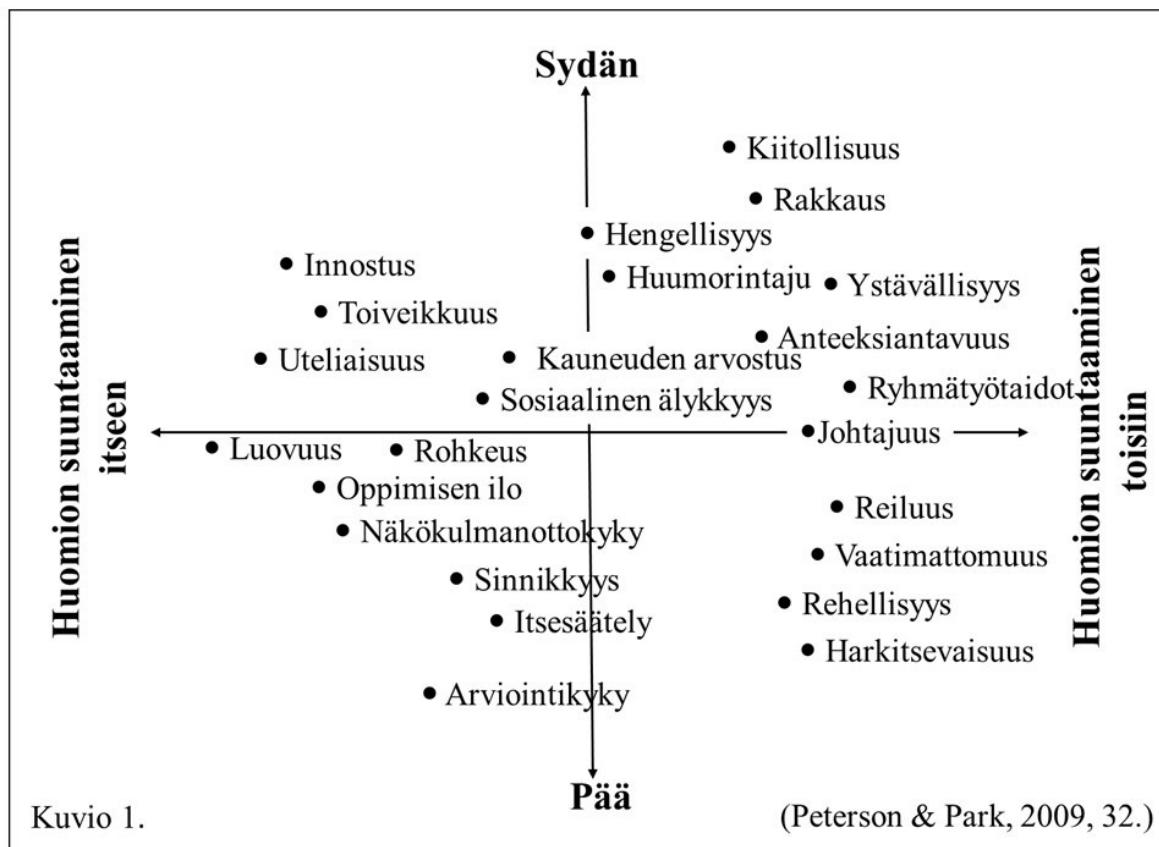 Sydän
Kiitollisuus
Rakkaus
Hengellisyys
Innostus
Huumorintaju
Ystävällisyys
Toiveikkuus
Anteeksiantavuus
Uteliaisuus
Kauneuden arvostus
Ryhmätyötaidot
Sosiaalinen älykkyys
Johtajuus
Huomion suuntaaminen
itseen
Huomion suuntaaminen
toisiin
Luovuus
Rohkeus
Oppimisen ilo
Reiluus
Näkökulmanottokyky
Vaatimattomuus
Sinnikkyys
Rehellisyys
Itsesäätely
Harkitsevaisuus
Arviointikyky
Pää
Kuvio 1.
(Peterson & Park, 2009, 32.)